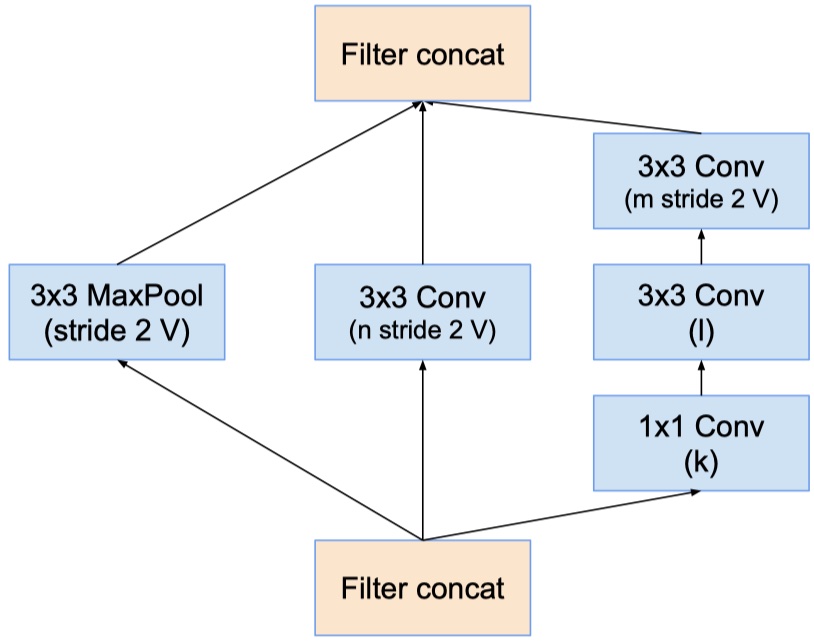 Filter concat
3x3 Conv
(m stride 2 V)
3x3 MaxPool
(stride 2 V)
3x3 Conv
(n stride 2 V)
3x3 Conv
(l)
1x1 Conv
(k)
Filter concat